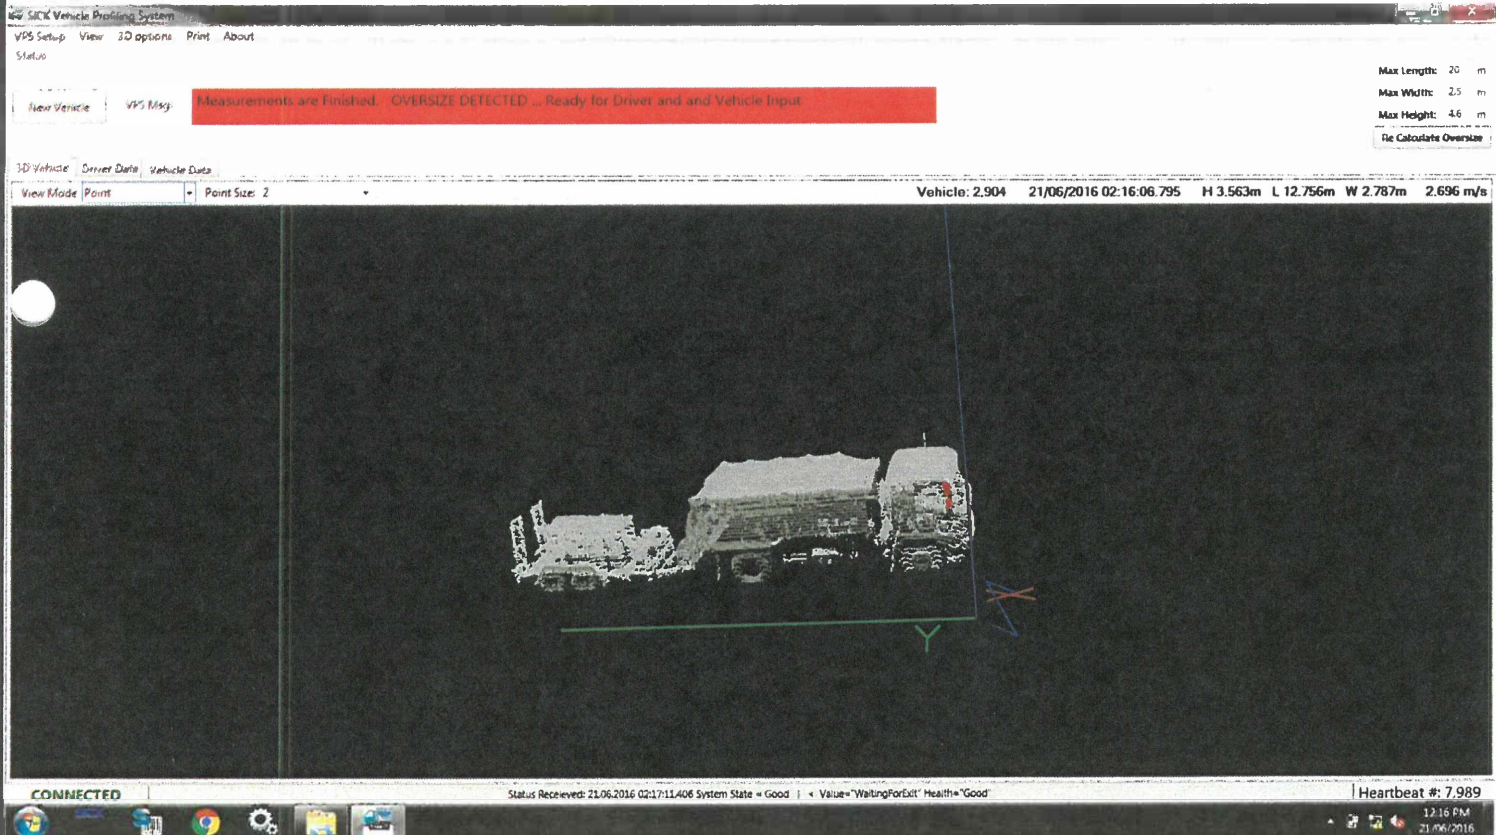 SICK Vehicle Profiling System
VPS Setup View 3D options Print About
Status
Max Length: 20 m
Max Width: 2.5 m
Max Height: 4.6 m
Re Calculate Oversize
New Vehicle VPS Msg Measurements are Finished. OVERSIZE DETECTED ... Ready for Driver and and Vehicle Input
3-D Vehicle Driver Data Vehicle Data
View Mode Point Point Size: 2 Vehicle: 2,904 21/06/2016 02:16:06.795 H 3.563m L 12.756m W 2.787m 2.696 m/s
Y
CONNECTED Status Receieved: 21.06.2016 02:17:11.406 System State = Good | < Value="WaitingForExit" Health="Good" Heartbeat #: 7,989
12:16 PM
21/06/2016